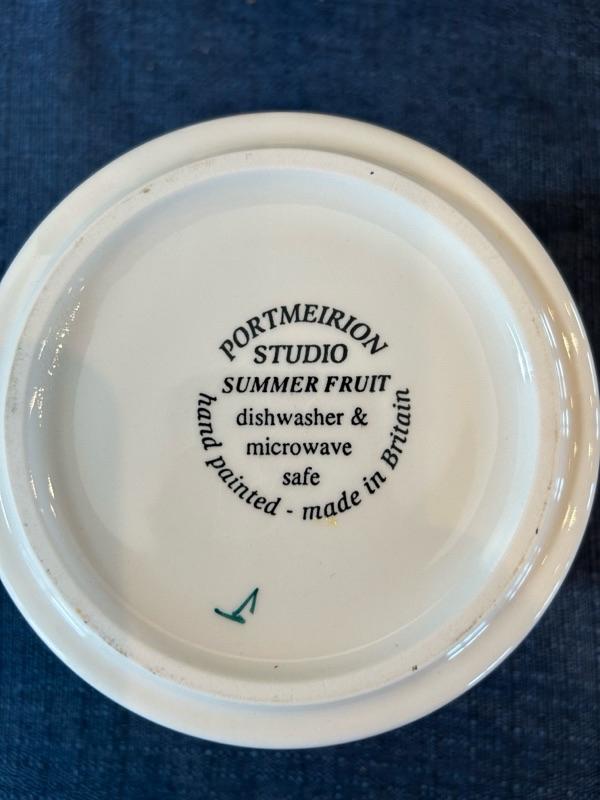 PORTMEIRION
STUDIO
SUMMER FRUIT
dishwasher &
microwave
safe
hand painted - made in Britain